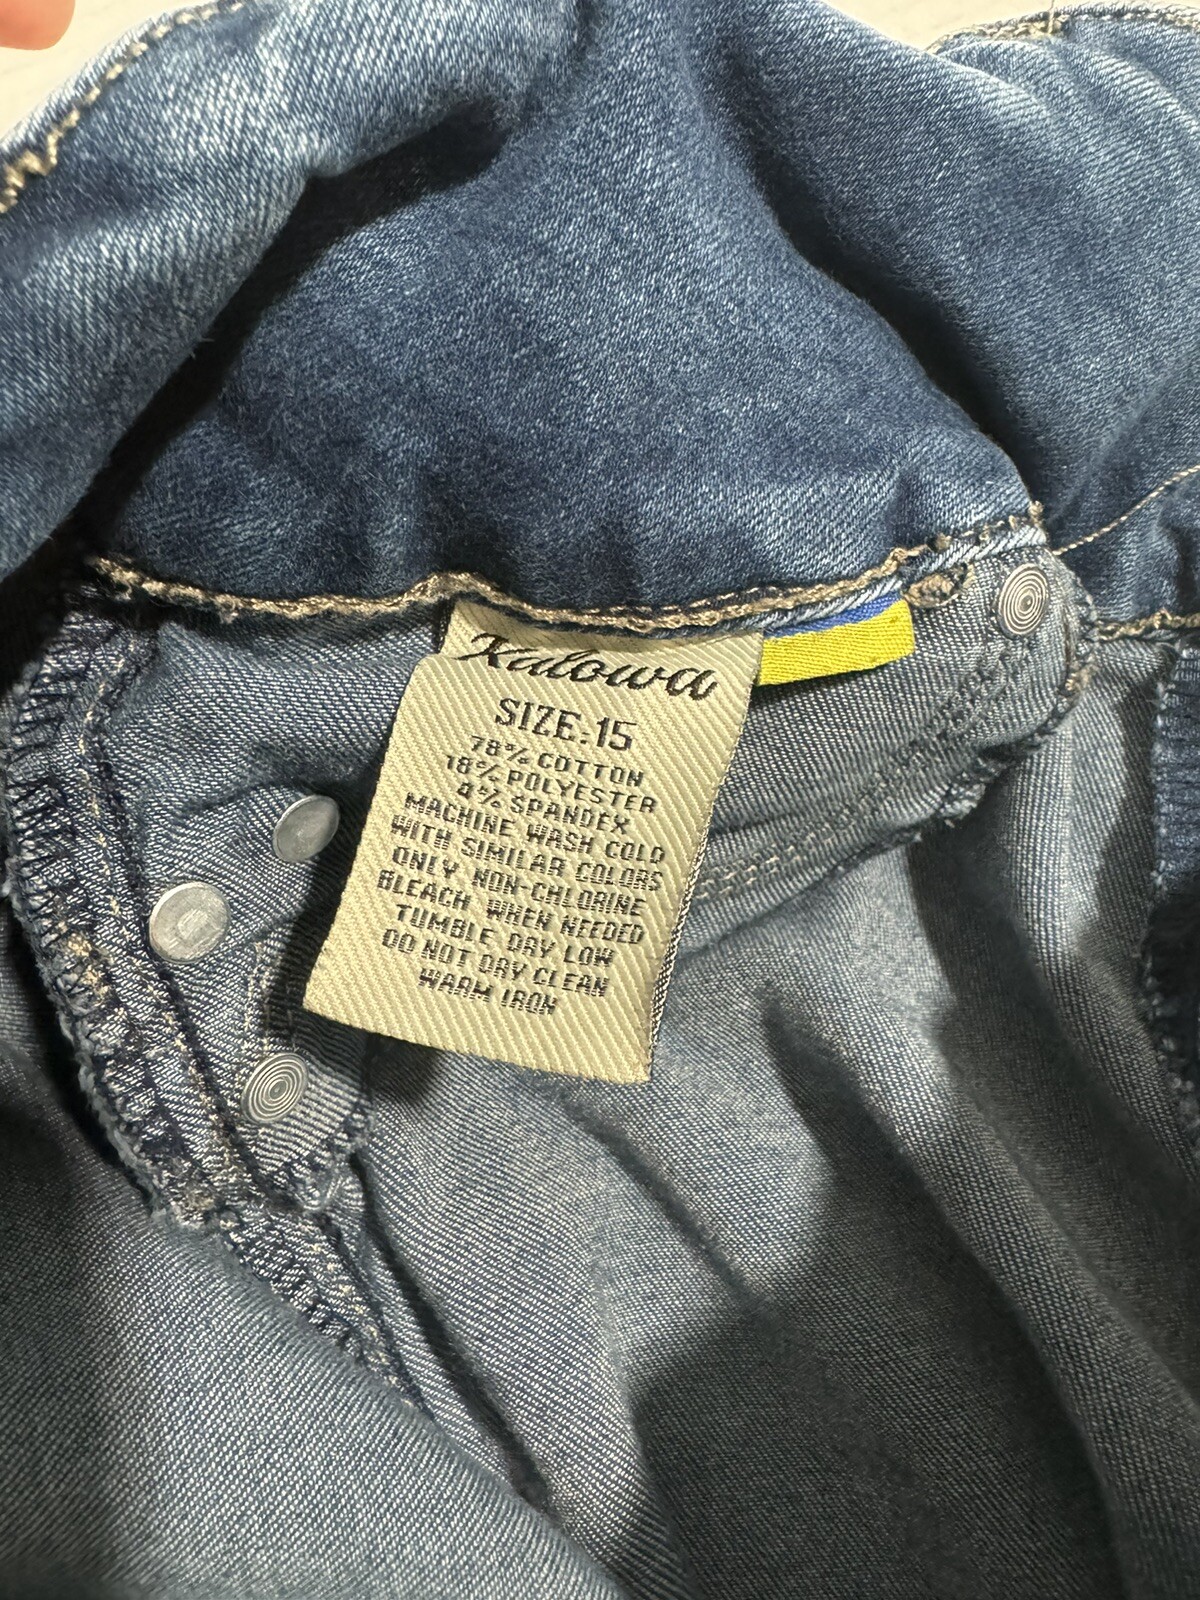 Kalowa
SIZE:15
78% COTTON
18% POLYESTER
4% SPANDEX
MACHINE WASH COLD
WITH SIMILAR COLORS
ONLY NON-CHLORINE
BLEACH WHEN NEEDED
TUMBLE DRY LOW
DO NOT DRY CLEAN
WARM IRON